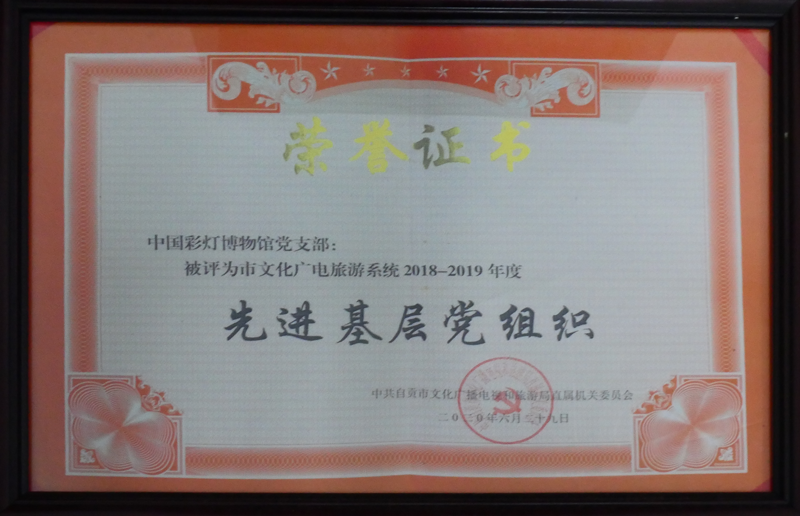 荣誉证书
中国彩灯博物馆党支部：
被评为市文化广电旅游系统2018-2019年度
先进基层党组织
中共自贡市文化广播电视和旅游局直属机关委员会
二〇二〇年六月二十九日